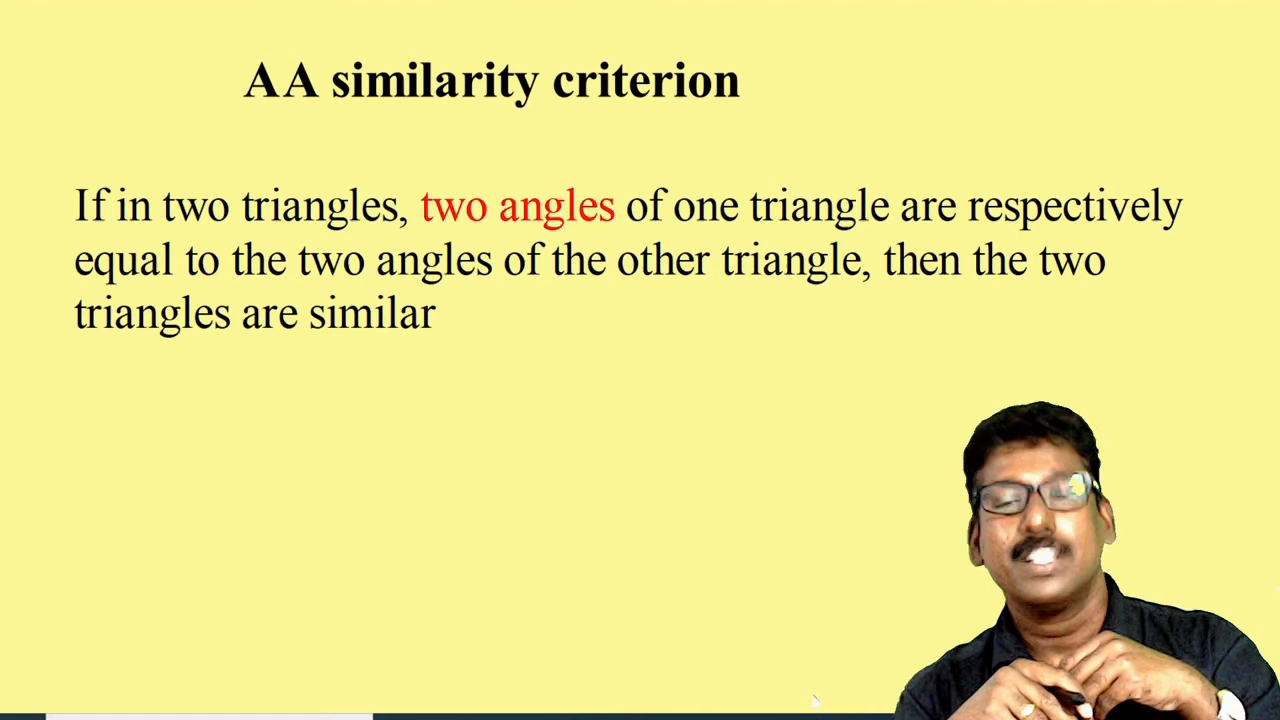 AA similarity criterion
If in two triangles, two angles of one triangle are respectively
equal to the two angles of the other triangle, then the two
triangles are similar